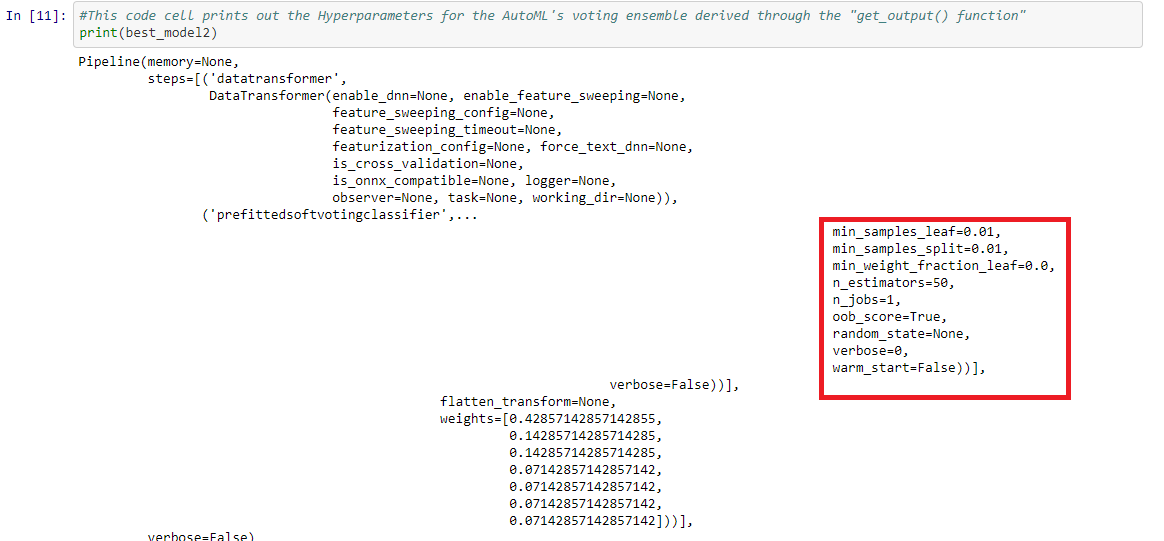 In [11]: #This code cell prints out the Hyperparameters for the AutoML's voting ensemble derived through the "get_output() function"
print(best_model2)
Pipeline(memory=None,
steps=[('datatransformer',
DataTransformer(enable_dnn=None, enable_feature_sweeping=None,
feature_sweeping_config=None,
feature_sweeping_timeout=None,
featurization_config=None, force_text_dnn=None,
is_cross_validation=None,
is_onnx_compatible=None, logger=None,
observer=None, task=None, working_dir=None)),
('prefittedsoftvotingclassifier',...
min_samples_leaf=0.01,
min_samples_split=0.01,
min_weight_fraction_leaf=0.0,
n_estimators=50,
n_jobs=1,
oob_score=True,
random_state=None,
verbose=0,
warm_start=False))],
verbose=False))],
flatten_transform=None,
weights=[0.42857142857142855,
0.14285714285714285,
0.14285714285714285,
0.07142857142857142,
0.07142857142857142,
0.07142857142857142,
0.07142857142857142]))],
verbose=False)